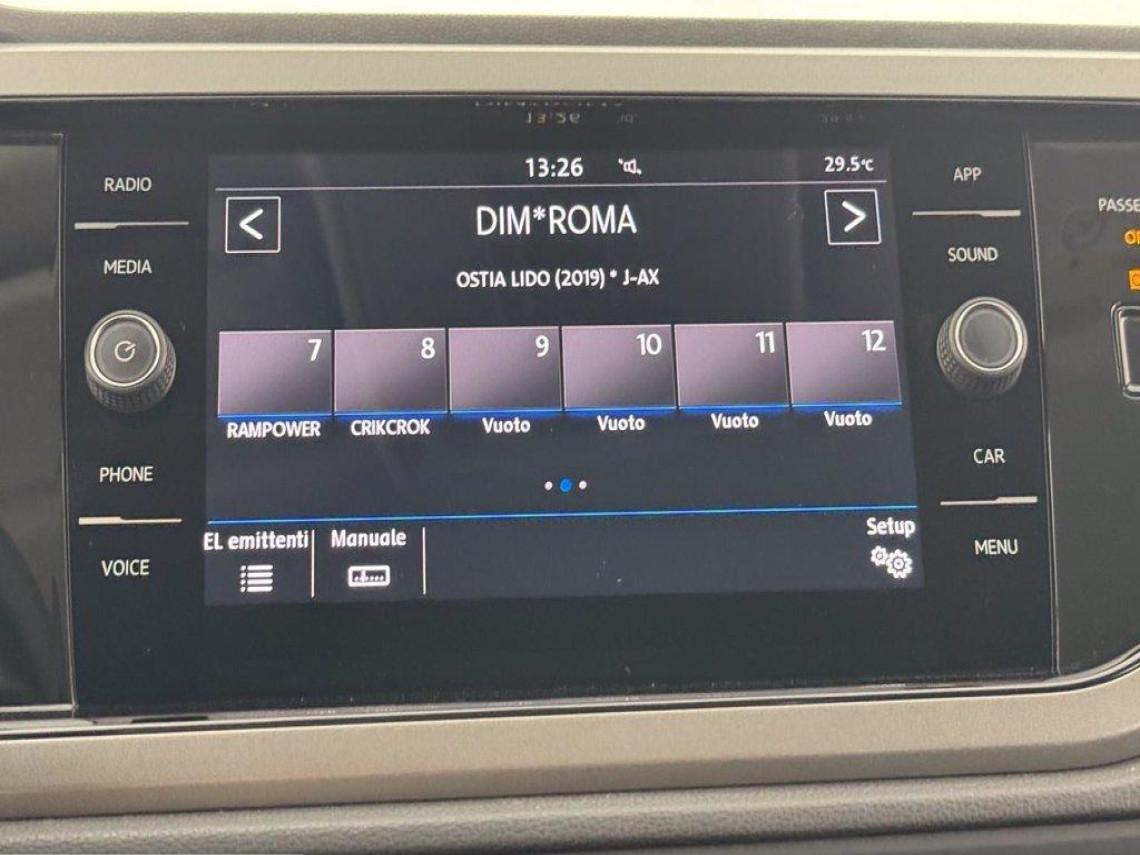 13:26
29.5°C
DIM*ROMA
OSTIA LIDO (2019) * J-AX
7
8
9
10
11
12
RAMPOWER
CRIKCROK
Vuoto
Vuoto
Vuoto
Vuoto
EL emittenti
Manuale
Setup
RADIO
MEDIA
PHONE
VOICE
APP
SOUND
CAR
MENU